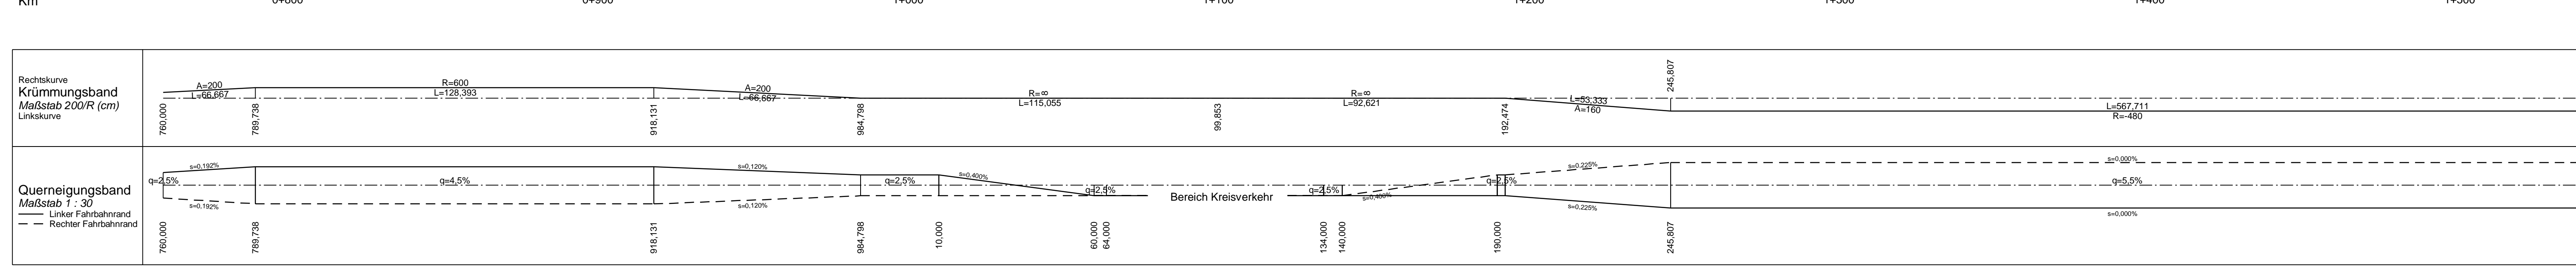 Km
0+800 0+900 1+000 1+100 1+200 1+300 1+400 1+500
Rechtskurve
Krümmungsband
Maßstab 200/R (cm)
Linkskurve
A=200 R=600 A=200 R=∞ R=∞ L=53,333 L=567,711
L=66,667 L=128,393 L=66,667 L=115,055 L=92,621 A=160 R=-480
760,000 789,738 918,131 984,798 99,853 192,474 245,807
Querneigungsband
Maßstab 1 : 30
Linker Fahrbahnrand
Rechter Fahrbahnrand
s=0,192% s=0,120% s=0,400% s=0,225% s=0,000%
q=2,5% q=4,5% q=2,5% q=2,5% q=2,5% q=2,5% q=5,5%
Bereich Kreisverkehr
s=0,192% s=0,120% s=0,400% s=0,225% s=0,000%
760,000 789,738 918,131 984,798 10,000 60,000 64,000 134,000 140,000 190,000 245,807